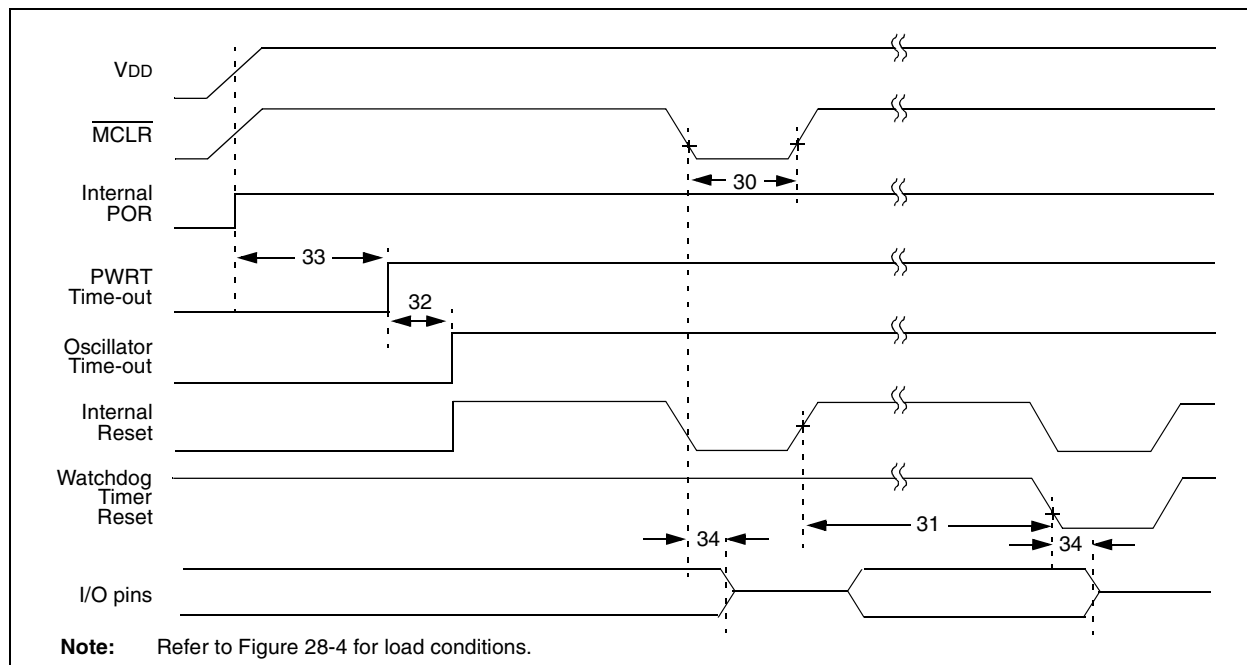 VDD
MCLR
30
Internal
POR
33
PWRT
Time-out
32
Oscillator
Time-out
Internal
Reset
Watchdog
Timer
Reset
31
34
34
I/O pins
Note: Refer to Figure 28-4 for load conditions.